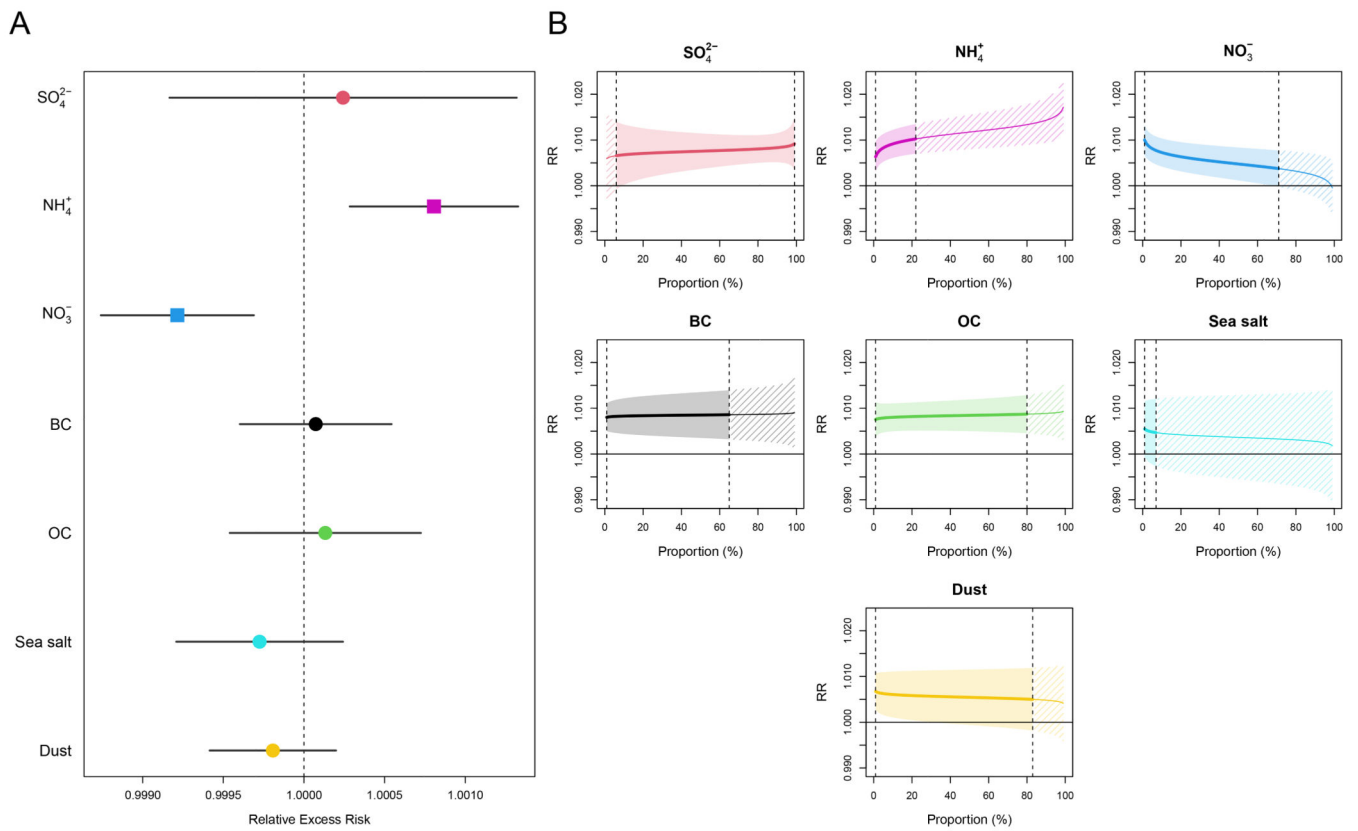 A
SO₄²⁻
NH₄⁺
NO₃⁻
BC
OC
Sea salt
Dust
0.9990 0.9995 1.0000 1.0005 1.0010
Relative Excess Risk
B
SO₄²⁻
RR
0.990 1.000 1.010 1.020
0 20 40 60 80 100
Proportion (%)
NH₄⁺
RR
0.990 1.000 1.010 1.020
0 20 40 60 80 100
Proportion (%)
NO₃⁻
RR
0.990 1.000 1.010 1.020
0 20 40 60 80 100
Proportion (%)
BC
RR
0.990 1.000 1.010 1.020
0 20 40 60 80 100
Proportion (%)
OC
RR
0.990 1.000 1.010 1.020
0 20 40 60 80 100
Proportion (%)
Sea salt
RR
0.990 1.000 1.010 1.020
0 20 40 60 80 100
Proportion (%)
Dust
RR
0.990 1.000 1.010 1.020
0 20 40 60 80 100
Proportion (%)